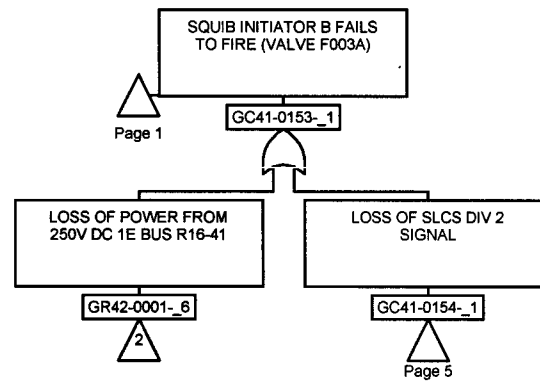 SQUIB INITIATOR B FAILS
TO FIRE (VALVE F003A)
Page 1
GC41-0153-_1
LOSS OF POWER FROM
250V DC 1E BUS R16-41
LOSS OF SLCS DIV 2
SIGNAL
GR42-0001-_6
GC41-0154-_1
2
Page 5